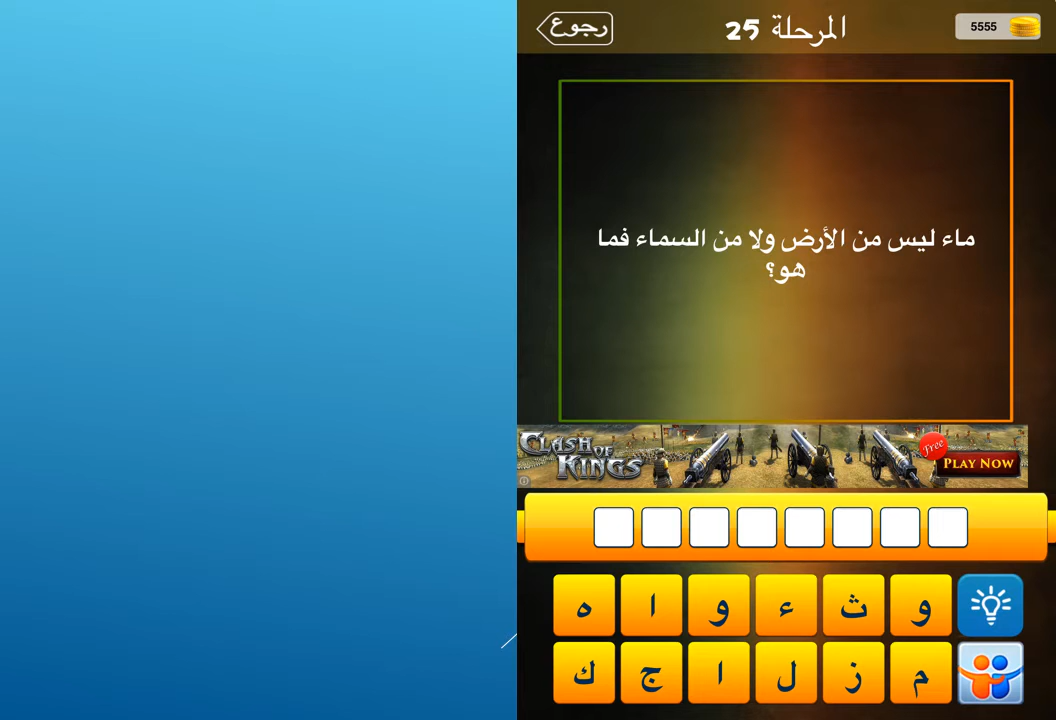 رجوع
المرحلة 25
5555
ماء ليس من الأرض ولا من السماء فما
هو؟
CLASH OF KINGS
Free
PLAY NOW
و ث ء و ا ه
م ز ل ا ج ك